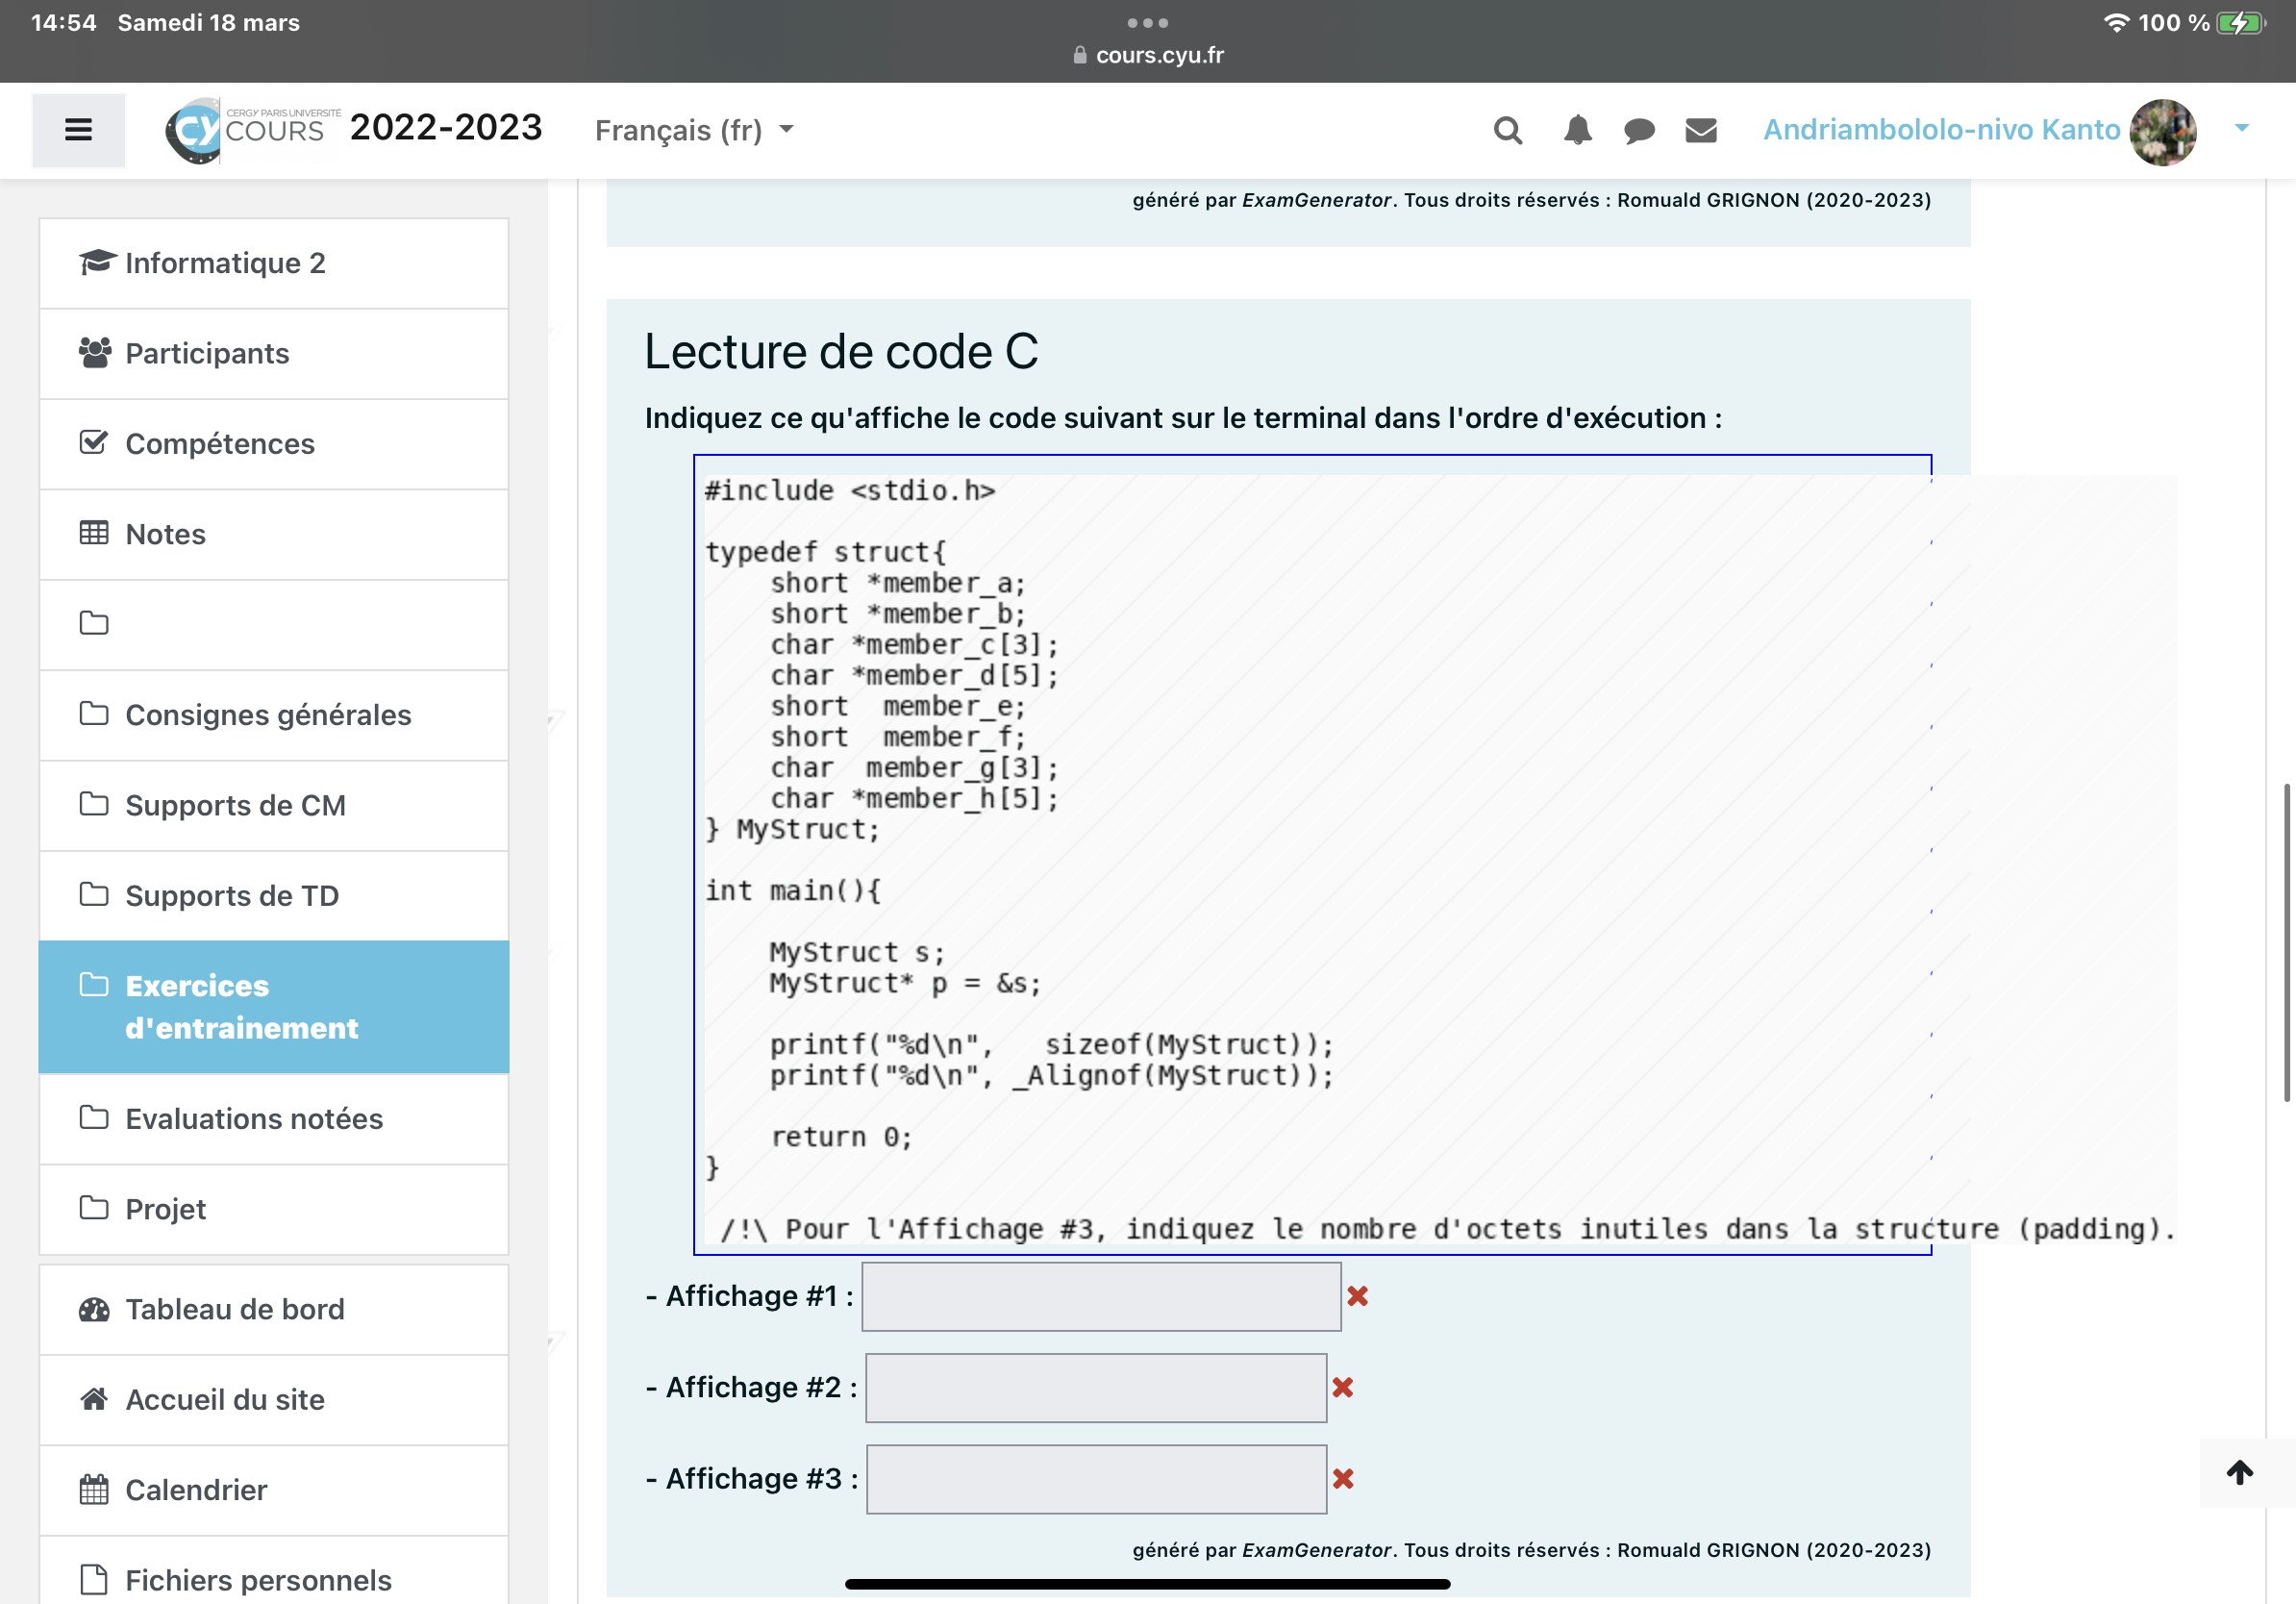 14:54 Samedi 18 mars
100 %
cours.cyu.fr
CY CERGY PARIS UNIVERSITÉ
COURS
2022-2023
Français (fr)
Andriambololo-nivo Kanto
Informatique 2
Participants
Compétences
Notes
Consignes générales
Supports de CM
Supports de TD
Exercices
d'entrainement
Evaluations notées
Projet
Tableau de bord
Accueil du site
Calendrier
Fichiers personnels
généré par ExamGenerator. Tous droits réservés : Romuald GRIGNON (2020-2023)
Lecture de code C
Indiquez ce qu'affiche le code suivant sur le terminal dans l'ordre d'exécution :
#include <stdio.h>
typedef struct{
    short *member_a;
    short *member_b;
    char *member_c[3];
    char *member_d[5];
    short  member_e;
    short  member_f;
    char  member_g[3];
    char *member_h[5];
} MyStruct;
int main(){
    MyStruct s;
    MyStruct* p = &s;
    printf("%d\n",   sizeof(MyStruct));
    printf("%d\n", _Alignof(MyStruct));
    return 0;
}
/!\ Pour l'Affichage #3, indiquez le nombre d'octets inutiles dans la structure (padding).
- Affichage #1 :
- Affichage #2 :
- Affichage #3 :
généré par ExamGenerator. Tous droits réservés : Romuald GRIGNON (2020-2023)